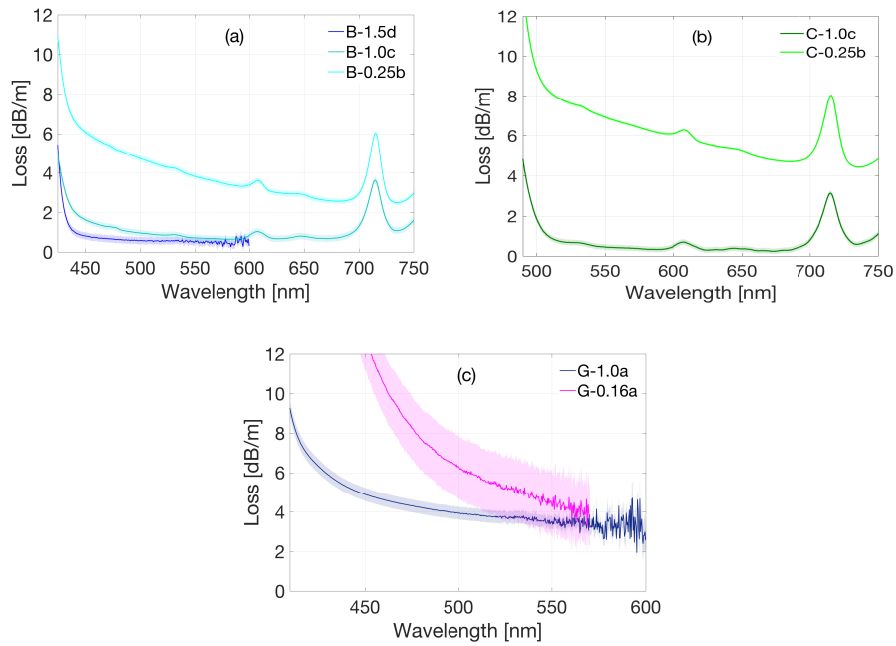 (a)
B-1.5d
B-1.0c
B-0.25b
12
10
8
6
4
2
0
Loss [dB/m]
450 500 550 600 650 700 750
Wavelength [nm]
(b)
C-1.0c
C-0.25b
12
10
8
6
4
2
0
Loss [dB/m]
500 550 600 650 700 750
Wavelength [nm]
(c)
G-1.0a
G-0.16a
12
10
8
6
4
2
0
Loss [dB/m]
450 500 550 600
Wavelength [nm]